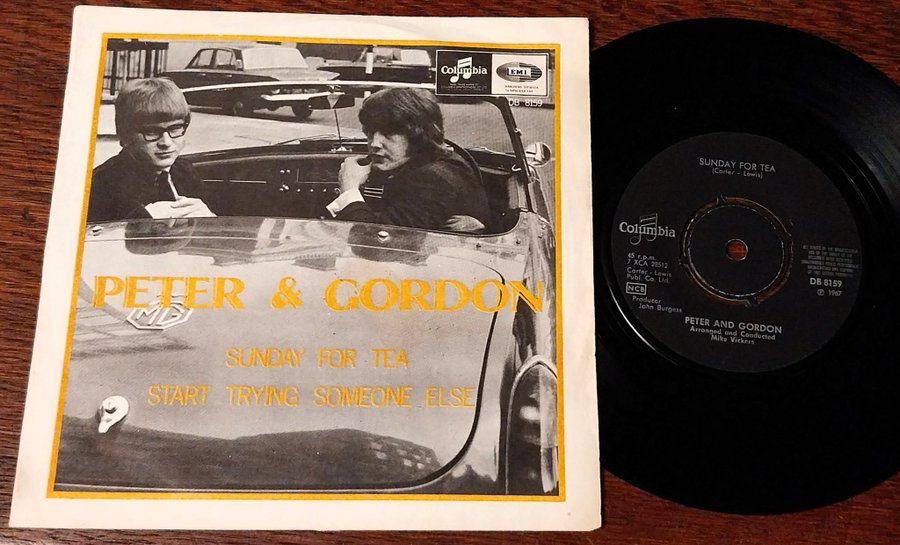 Columbia
EMI
DB 8159
PETER & GORDON
MG
SUNDAY FOR TEA
START TRYING SOMEONE ELSE
SUNDAY FOR TEA
(Carter - Lewis)
Columbia
45 r.p.m.
7 XCA 28512
Carter - Lewis
Publ. Co. Ltd.
NCB
Producer
John Burgess
DB 8159
℗ 1967
PETER AND GORDON
Arranged and Conducted
Mike Vickers